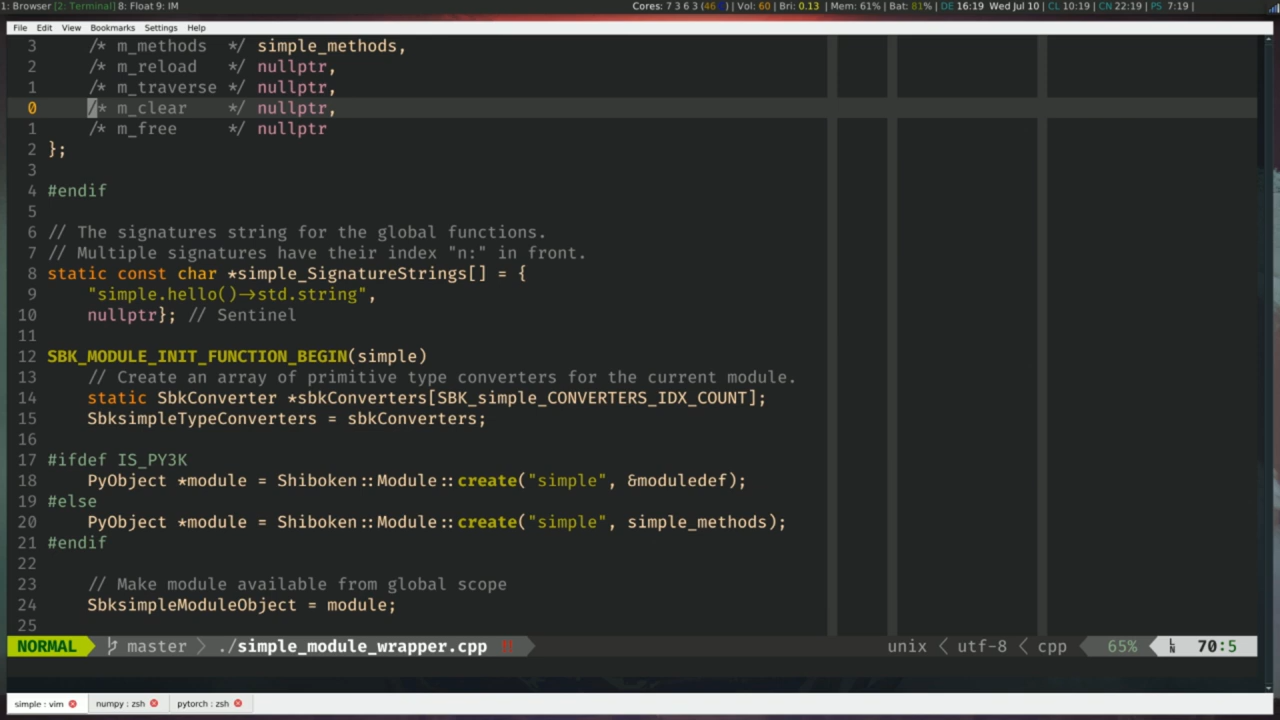 1: Browser [2: Terminal] 8: Float 9: IM Cores: 7 3 6 3 (46 ) | Vol: 60 | Bri: 0.13 | Mem: 61% | Bat: 81% | DE 16:19 Wed Jul 10 | CL 10:19 | CN 22:19 | PS 7:19 |
File Edit View Bookmarks Settings Help
3 /* m_methods */ simple_methods,
2 /* m_reload */ nullptr,
1 /* m_traverse */ nullptr,
0 /* m_clear */ nullptr,
1 /* m_free */ nullptr
2 };
3
4 #endif
5
6 // The signatures string for the global functions.
7 // Multiple signatures have their index "n:" in front.
8 static const char *simple_SignatureStrings[] = {
9 "simple.hello()->std.string",
10 nullptr}; // Sentinel
11
12 SBK_MODULE_INIT_FUNCTION_BEGIN(simple)
13 // Create an array of primitive type converters for the current module.
14 static SbkConverter *sbkConverters[SBK_simple_CONVERTERS_IDX_COUNT];
15 SbksimpleTypeConverters = sbkConverters;
16
17 #ifdef IS_PY3K
18 PyObject *module = Shiboken::Module::create("simple", &moduledef);
19 #else
20 PyObject *module = Shiboken::Module::create("simple", simple_methods);
21 #endif
22
23 // Make module available from global scope
24 SbksimpleModuleObject = module;
25
NORMAL master ./simple_module_wrapper.cpp unix < utf-8 < cpp 65% LN 70:5
simple : vim numpy : zsh pytorch : zsh